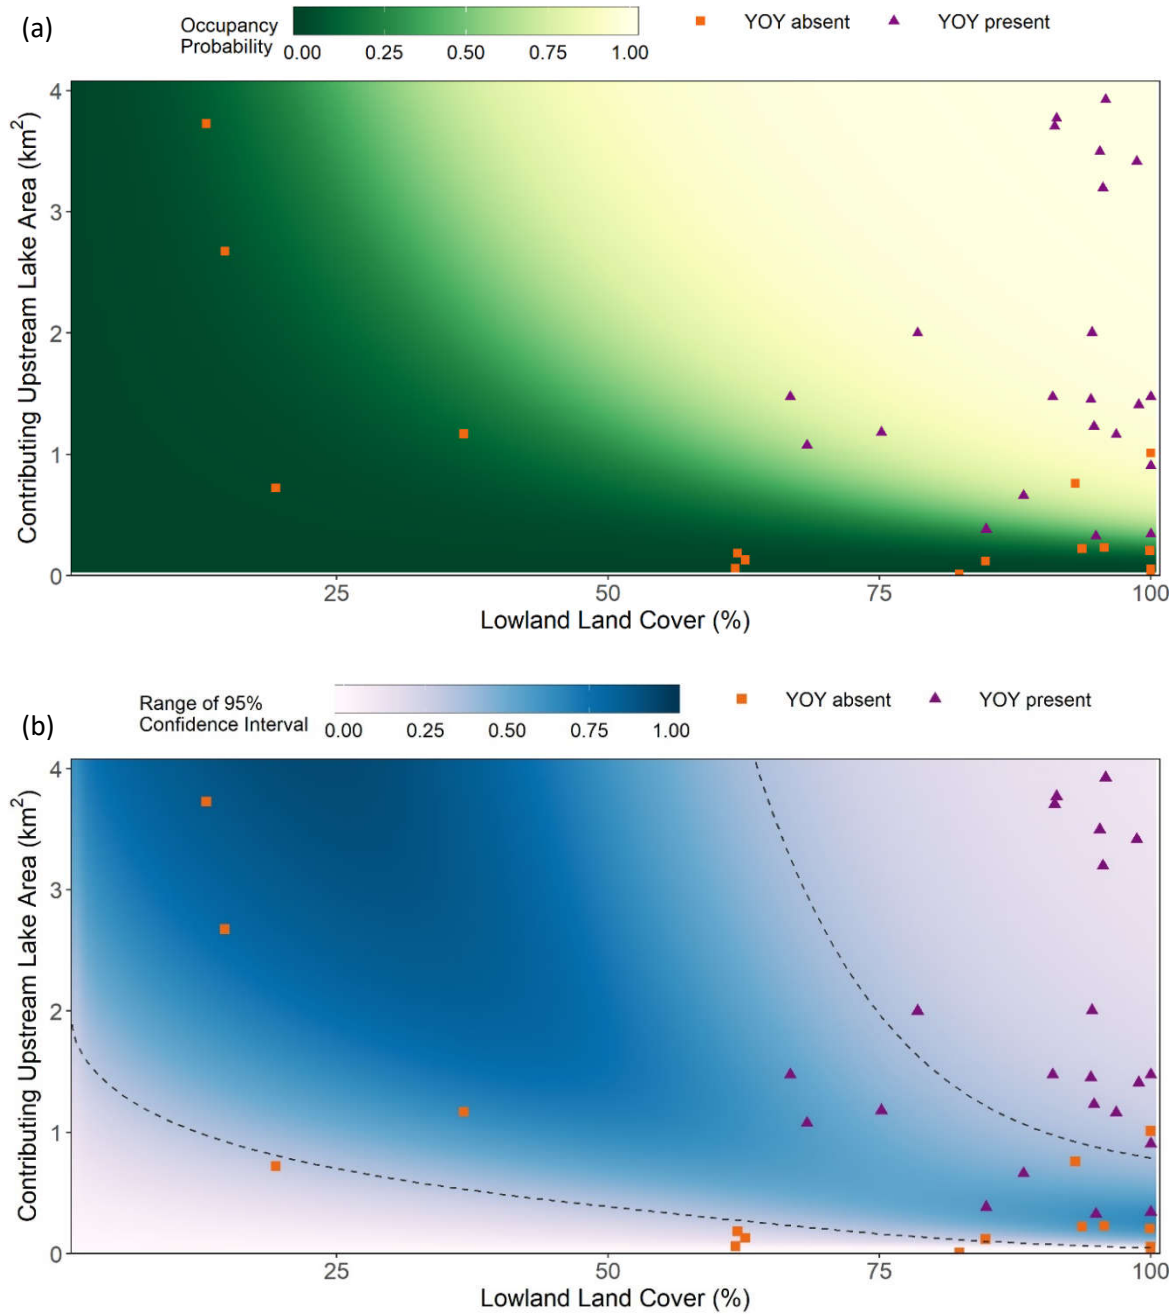 (a)
Occupancy
Probability
0.00 0.25 0.50 0.75 1.00
YOY absent YOY present
Contributing Upstream Lake Area (km²)
4
3
2
1
0
25 50 75 100
Lowland Land Cover (%)
(b)
Range of 95%
Confidence Interval
0.00 0.25 0.50 0.75 1.00
YOY absent YOY present
Contributing Upstream Lake Area (km²)
4
3
2
1
0
25 50 75 100
Lowland Land Cover (%)